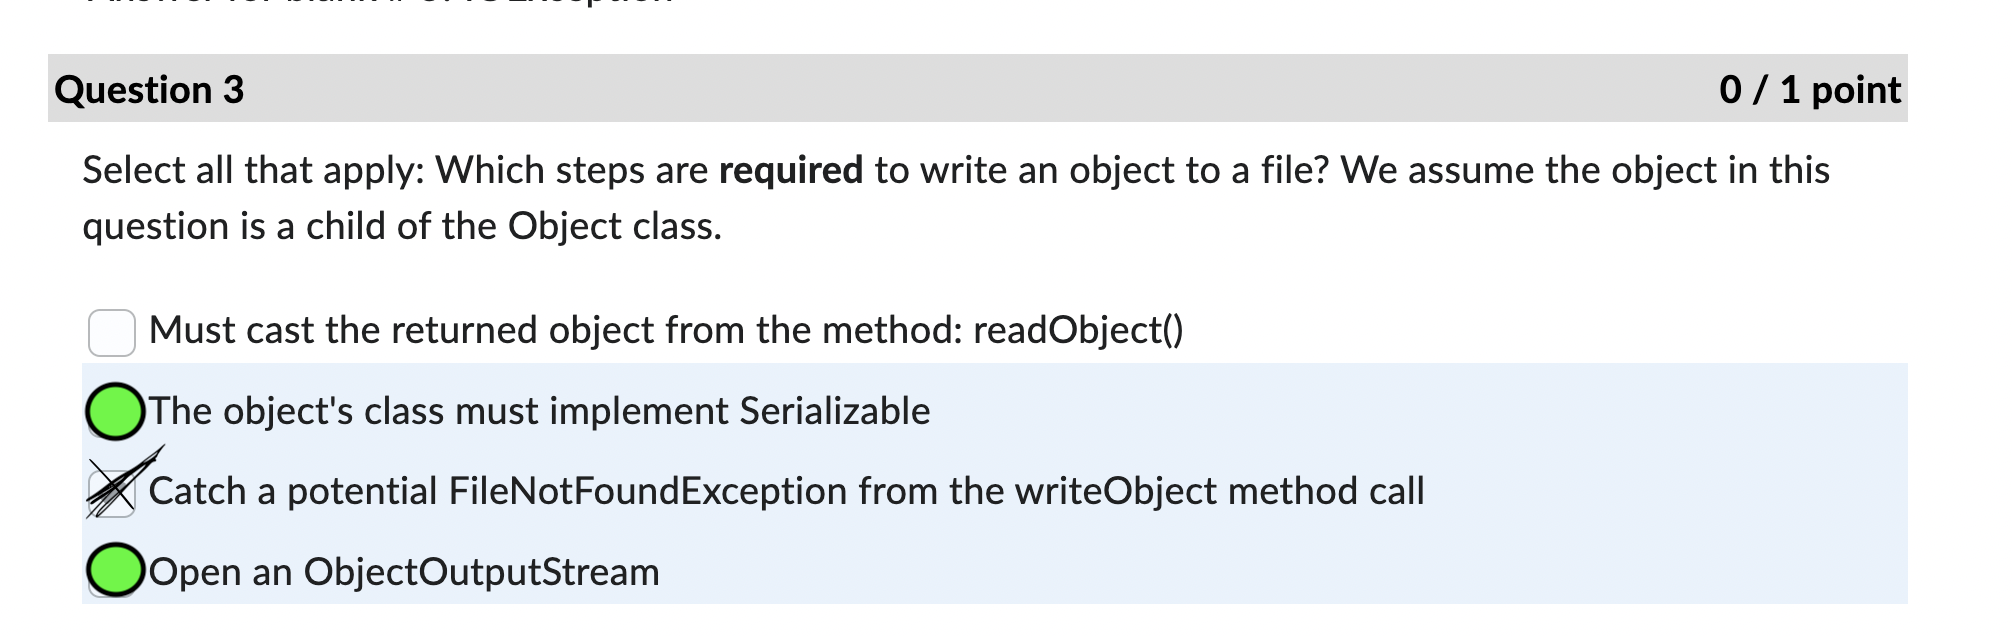 Question 3
0 / 1 point
Select all that apply: Which steps are required to write an object to a file? We assume the object in this
question is a child of the Object class.
Must cast the returned object from the method: readObject()
The object's class must implement Serializable
Catch a potential FileNotFoundException from the writeObject method call
Open an ObjectOutputStream